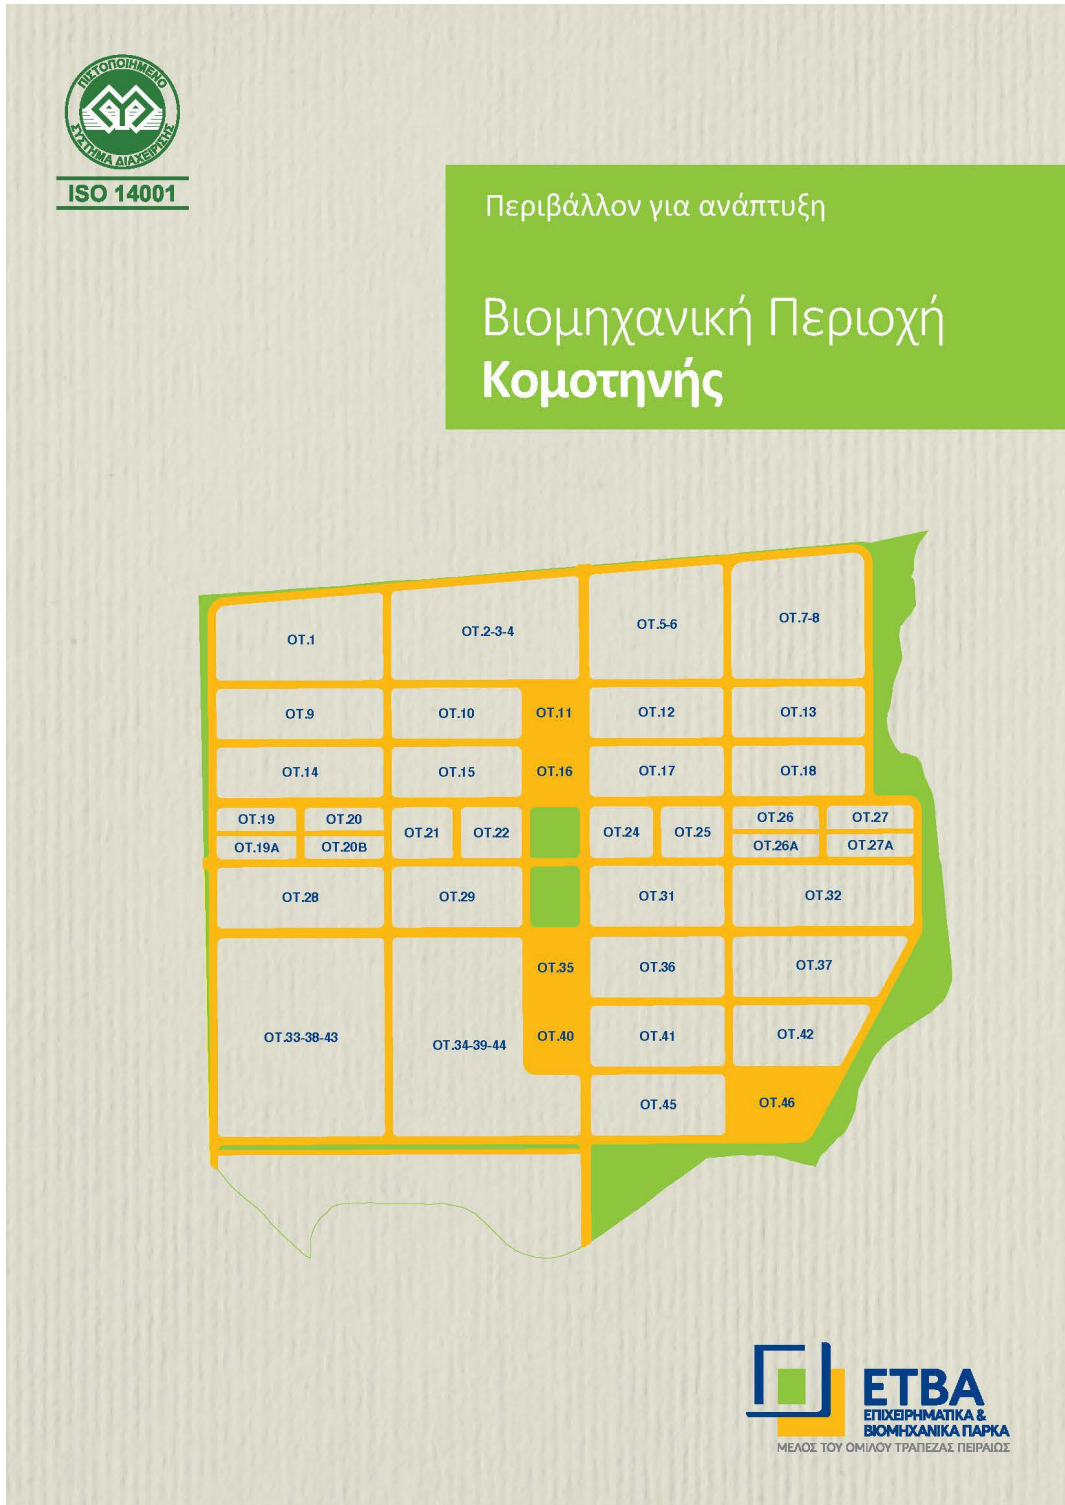 ΠΙΣΤΟΠΟΙΗΜΕΝΟ
ΣΥΣΤΗΜΑ ΔΙΑΧΕΙΡΙΣΗΣ
ISO 14001
Περιβάλλον για ανάπτυξη
Βιομηχανική Περιοχή
Κομοτηνής
ΟΤ.1
ΟΤ.2-3-4
ΟΤ.5-6
ΟΤ.7-8
ΟΤ.9
ΟΤ.10
ΟΤ.11
ΟΤ.12
ΟΤ.13
ΟΤ.14
ΟΤ.15
ΟΤ.16
ΟΤ.17
ΟΤ.18
ΟΤ.19
ΟΤ.20
ΟΤ.21
ΟΤ.22
ΟΤ.24
ΟΤ.25
ΟΤ.26
ΟΤ.27
ΟΤ.19Α
ΟΤ.20Β
ΟΤ.26Α
ΟΤ.27Α
ΟΤ.28
ΟΤ.29
ΟΤ.31
ΟΤ.32
ΟΤ.35
ΟΤ.36
ΟΤ.37
ΟΤ.33-38-43
ΟΤ.34-39-44
ΟΤ.40
ΟΤ.41
ΟΤ.42
ΟΤ.45
ΟΤ.46
ΕΤΒΑ
ΕΠΙΧΕΙΡΗΜΑΤΙΚΑ &
ΒΙΟΜΗΧΑΝΙΚΑ ΠΑΡΚΑ
ΜΕΛΟΣ ΤΟΥ ΟΜΙΛΟΥ ΤΡΑΠΕΖΑΣ ΠΕΙΡΑΙΩΣ